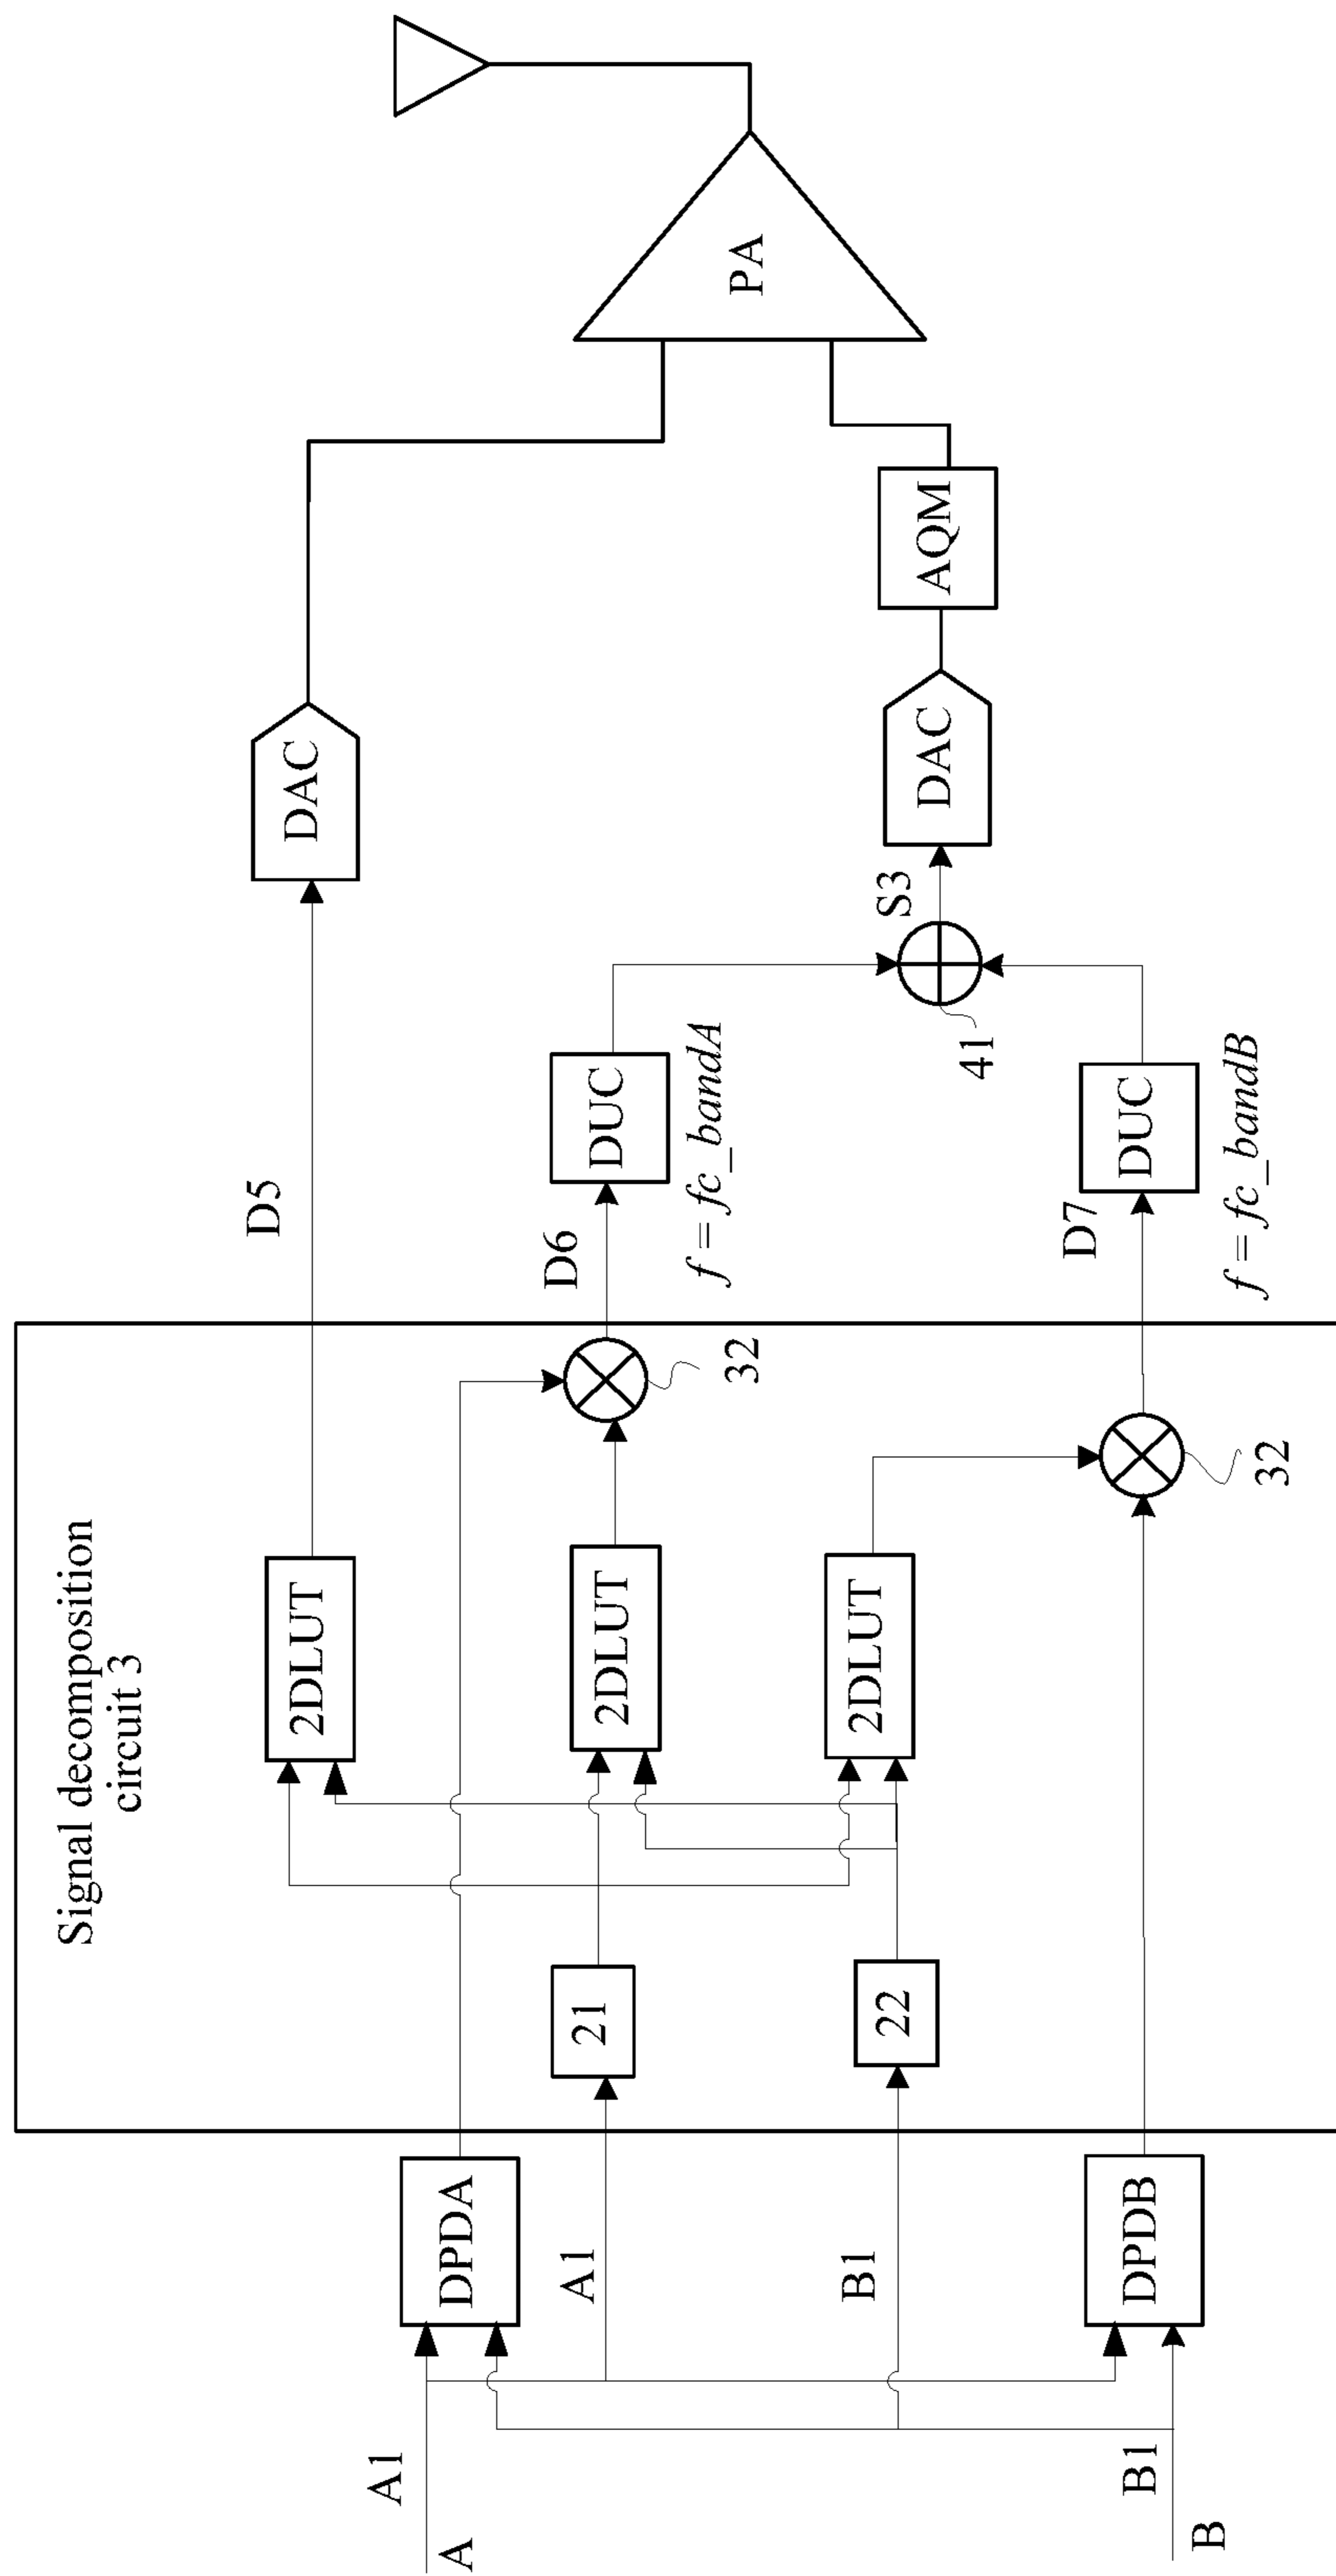 Signal decomposition
circuit 3
A
A1
B1
B
DPDA
A1
B1
DPDB
21
22
2DLUT
2DLUT
2DLUT
32
32
D5
D6
D7
DUC
f = fc_bandA
DUC
f = fc_bandB
41
S3
DAC
DAC
AQM
PA